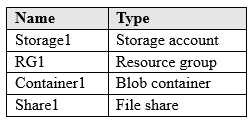 Name Type
Storage1 Storage account
RG1 Resource group
Container1 Blob container
Share1 File share